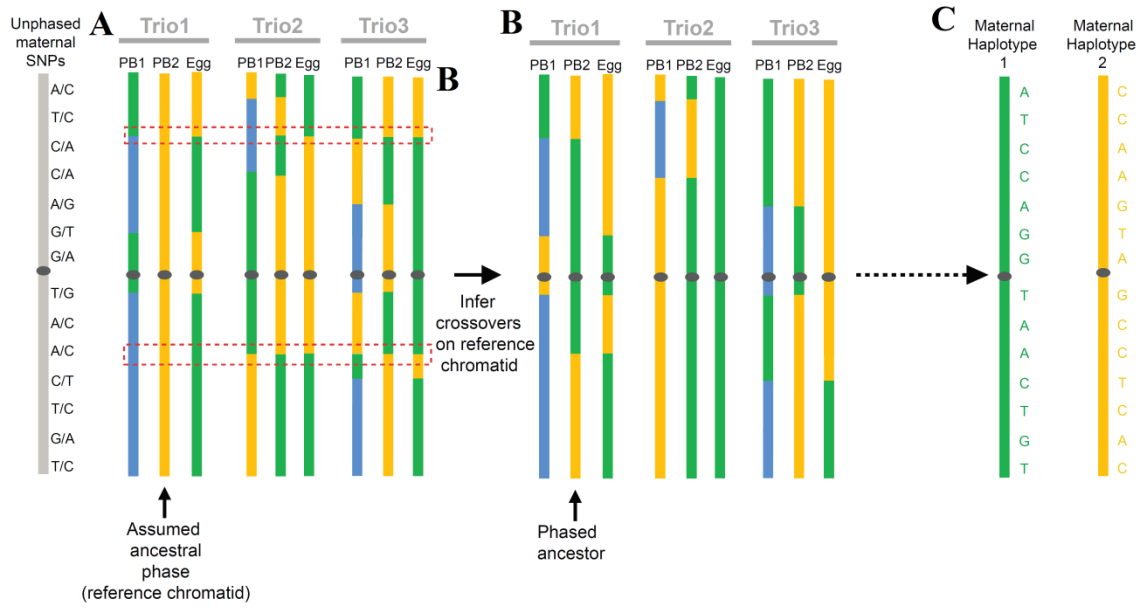 Unphased
maternal
SNPs
A
Trio1
Trio2
Trio3
PB1 PB2 Egg
PB1 PB2 Egg
PB1 PB2 Egg
A/C
T/C
C/A
C/A
A/G
G/T
G/A
T/G
A/C
A/C
C/T
T/C
G/A
T/C
Assumed
ancestral
phase
(reference chromatid)
B
Infer
crossovers
on reference
chromatid
B
Trio1
Trio2
Trio3
PB1 PB2 Egg
PB1 PB2 Egg
PB1 PB2 Egg
Phased
ancestor
C
Maternal
Haplotype
1
A
T
C
C
A
G
G
T
A
A
C
T
G
T
Maternal
Haplotype
2
C
C
A
A
G
T
A
G
C
C
T
C
A
C